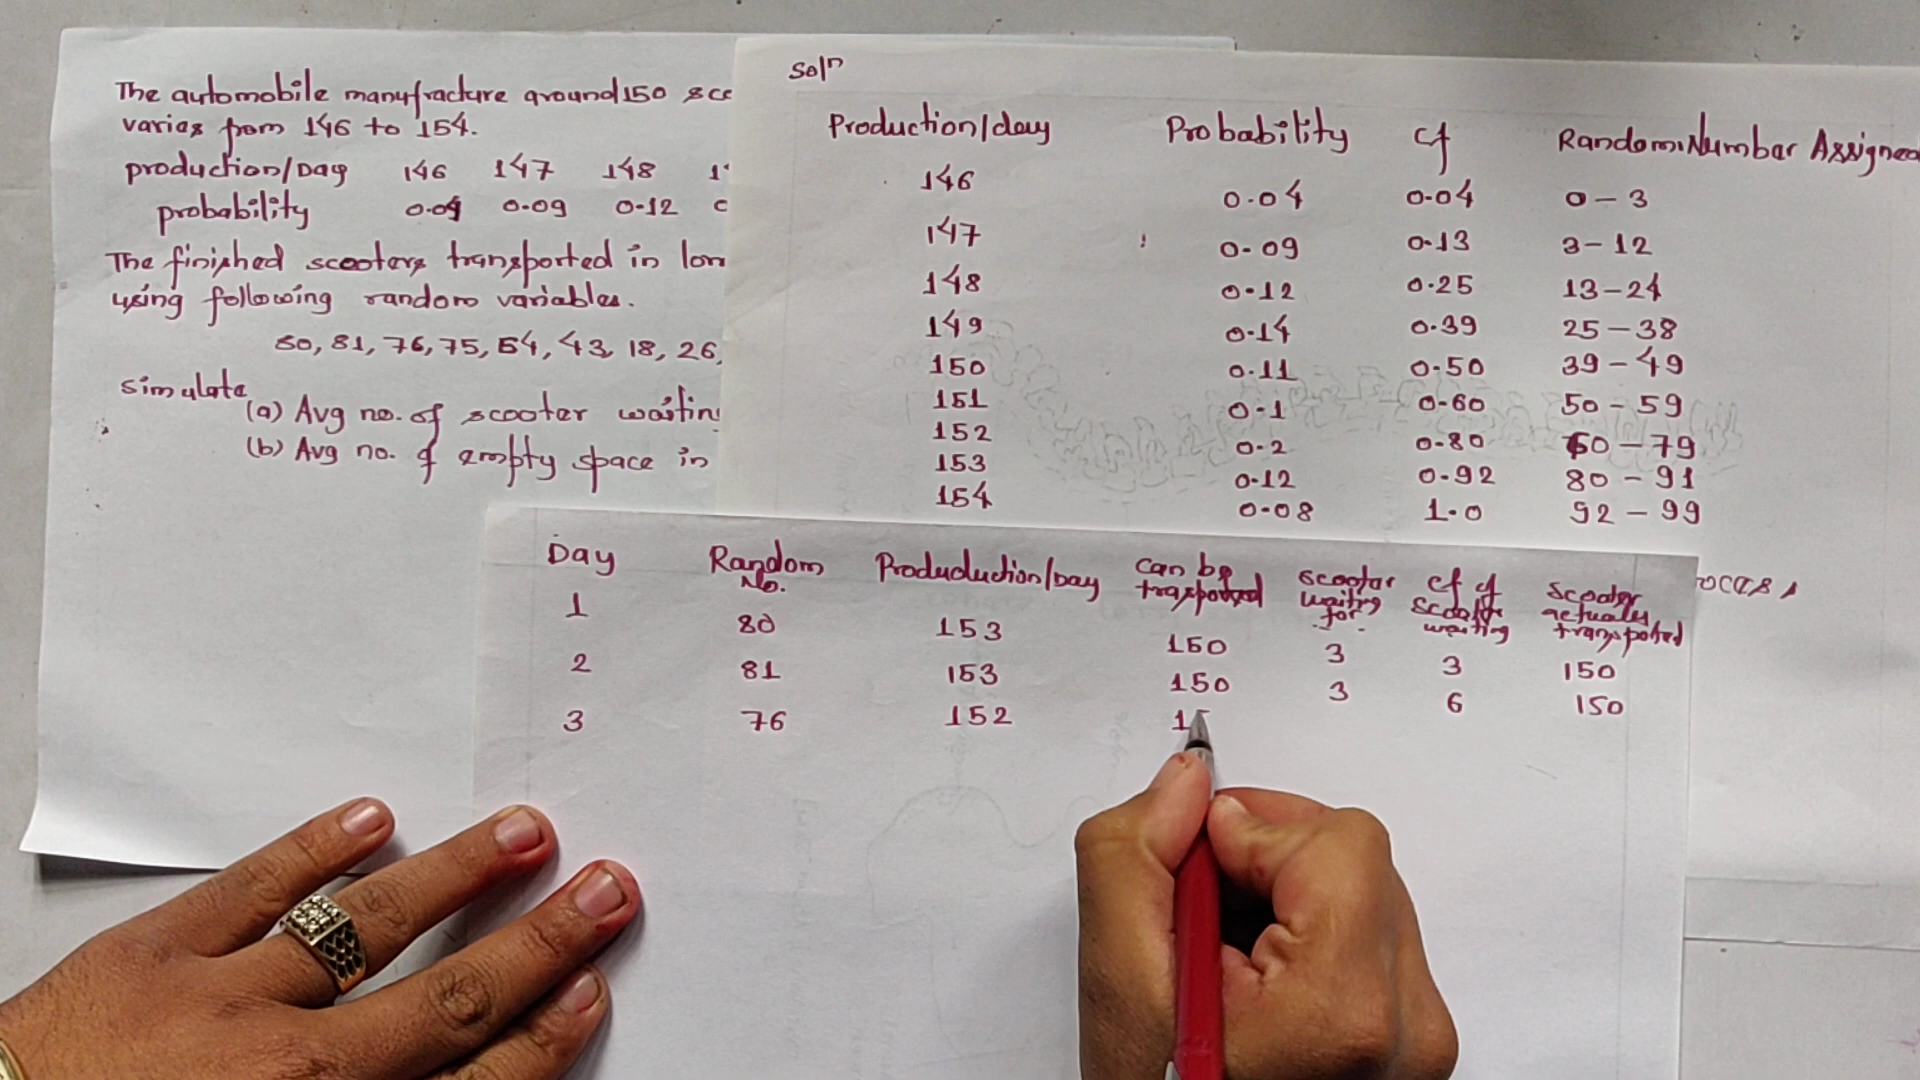 The automobile manufracture around 150
varies from 146 to 154.
production/Day 146 147 148
probability 0.04 0.09 0.12
The finished scooters transported in
using following random variables.
80, 81, 76, 75, 64, 43, 18, 26,
simulate
(a) Avg no. of scooter waiting
(b) Avg no. of empty space in
Soln
Production/day Probability cf Random Number Assigned
146 0.04 0.04 0-3
147 0.09 0.13 3-12
148 0.12 0.25 13-24
149 0.14 0.39 25-38
150 0.11 0.50 39-49
151 0.1 0.60 50-59
152 0.2 0.80 60-79
153 0.12 0.92 80-91
154 0.08 1.0 92-99
Day Random No. Produduction/Day can be trasported scooter waiting for cf of scooter waiting scooter actually transported
1 80 153 150 3 3 150
2 81 153 150 3 6 150
3 76 152